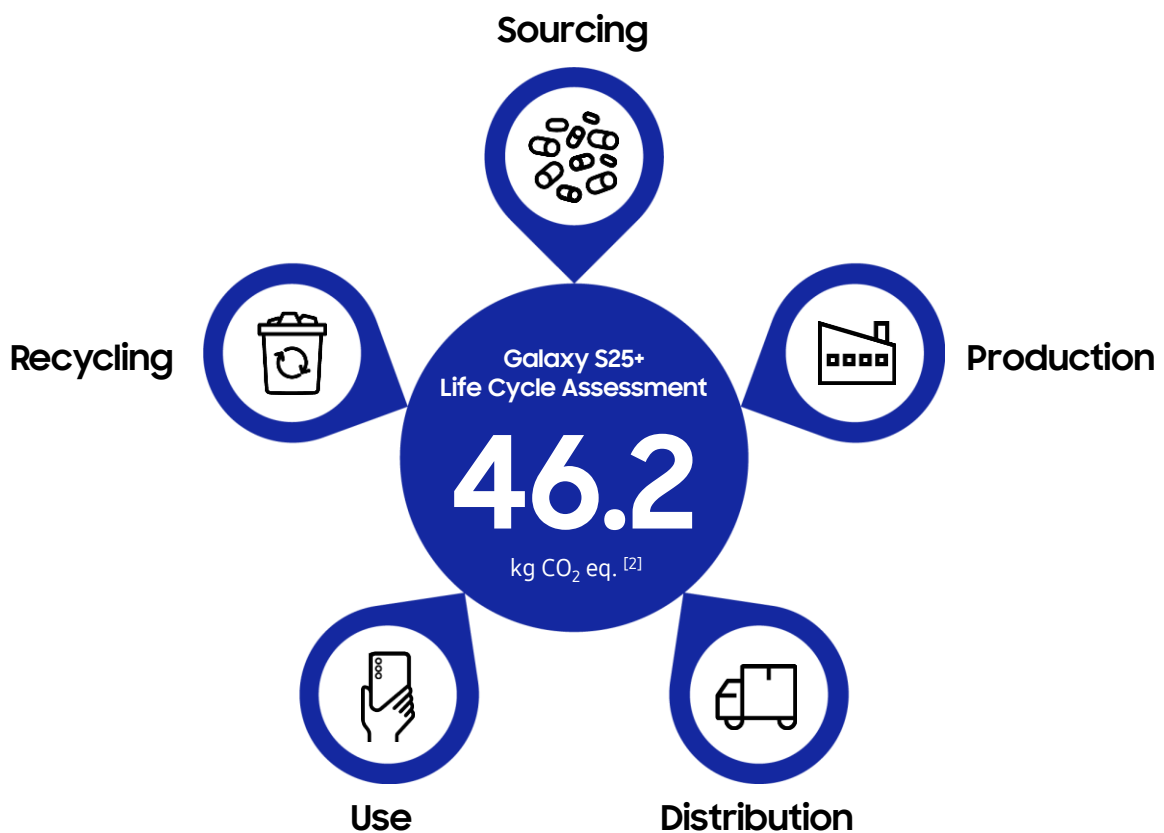 Sourcing
Recycling
Production
Galaxy S25+
Life Cycle Assessment
46.2
kg CO₂ eq. [2]
Use
Distribution